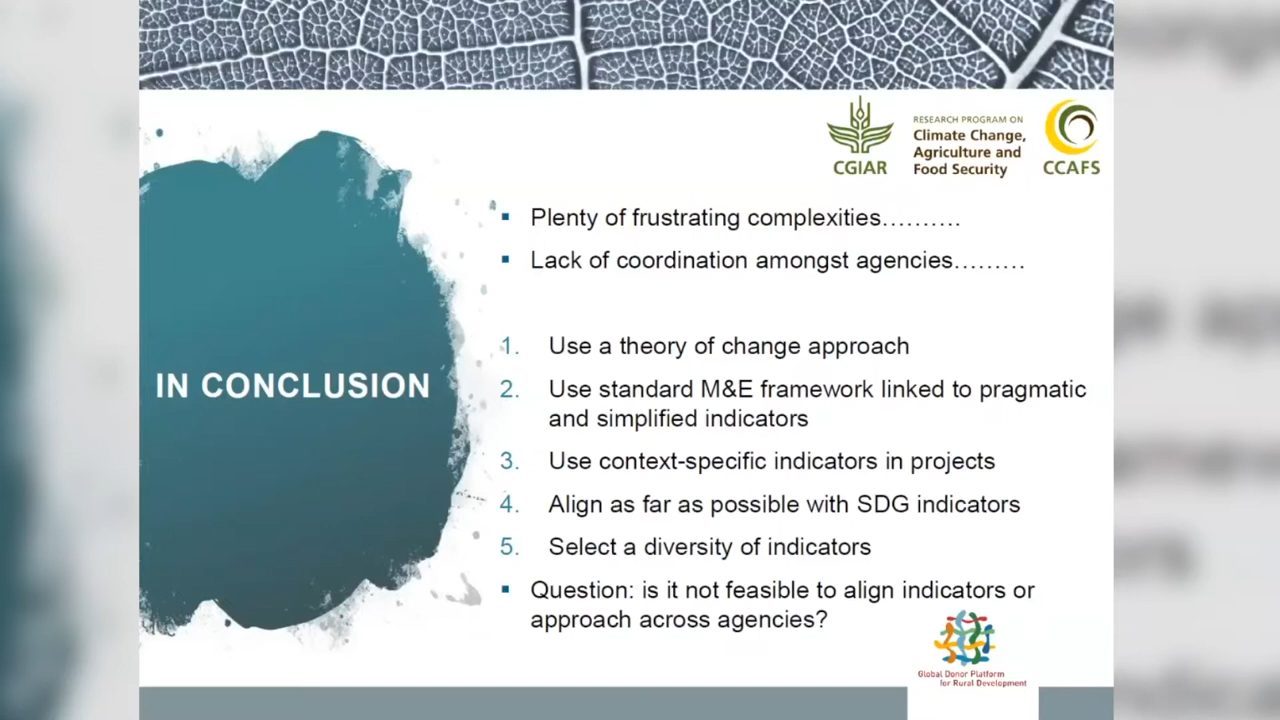 RESEARCH PROGRAM ON
Climate Change,
Agriculture and
Food Security
CGIAR
CCAFS
IN CONCLUSION
▪ Plenty of frustrating complexities……….
▪ Lack of coordination amongst agencies………
1. Use a theory of change approach
2. Use standard M&E framework linked to pragmatic
and simplified indicators
3. Use context-specific indicators in projects
4. Align as far as possible with SDG indicators
5. Select a diversity of indicators
▪ Question: is it not feasible to align indicators or
approach across agencies?
Global Donor Platform
for Rural Development